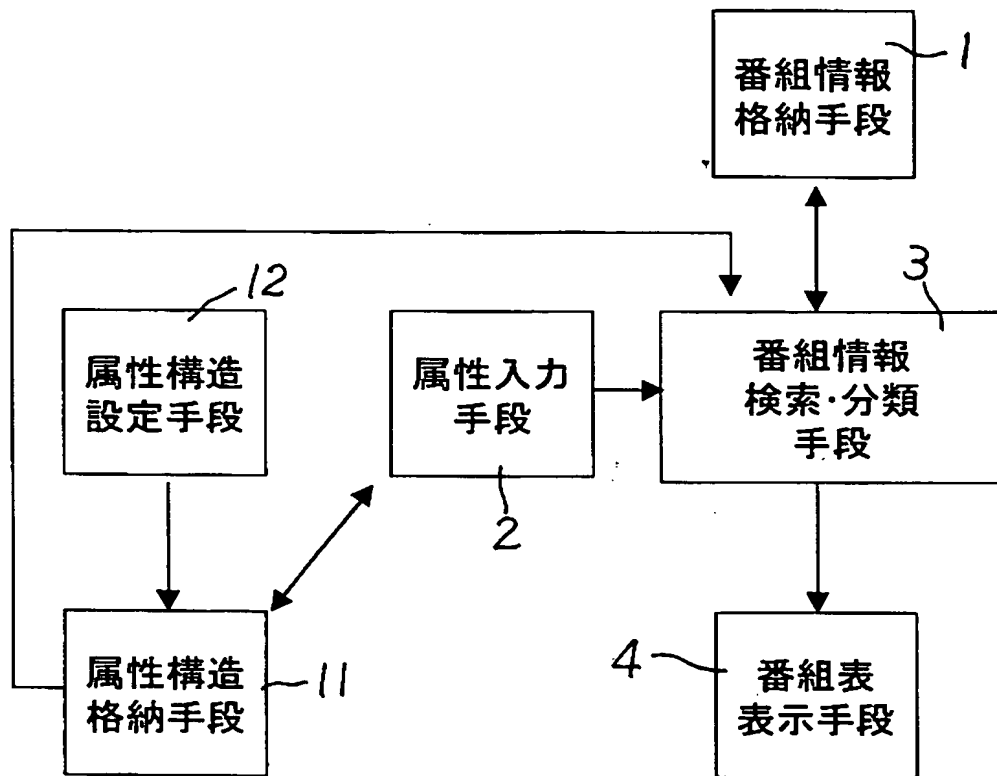 1
番組情報
格納手段
12
属性構造
設定手段
属性入力
手段
2
3
番組情報
検索・分類
手段
属性構造
格納手段
11
4
番組表
表示手段